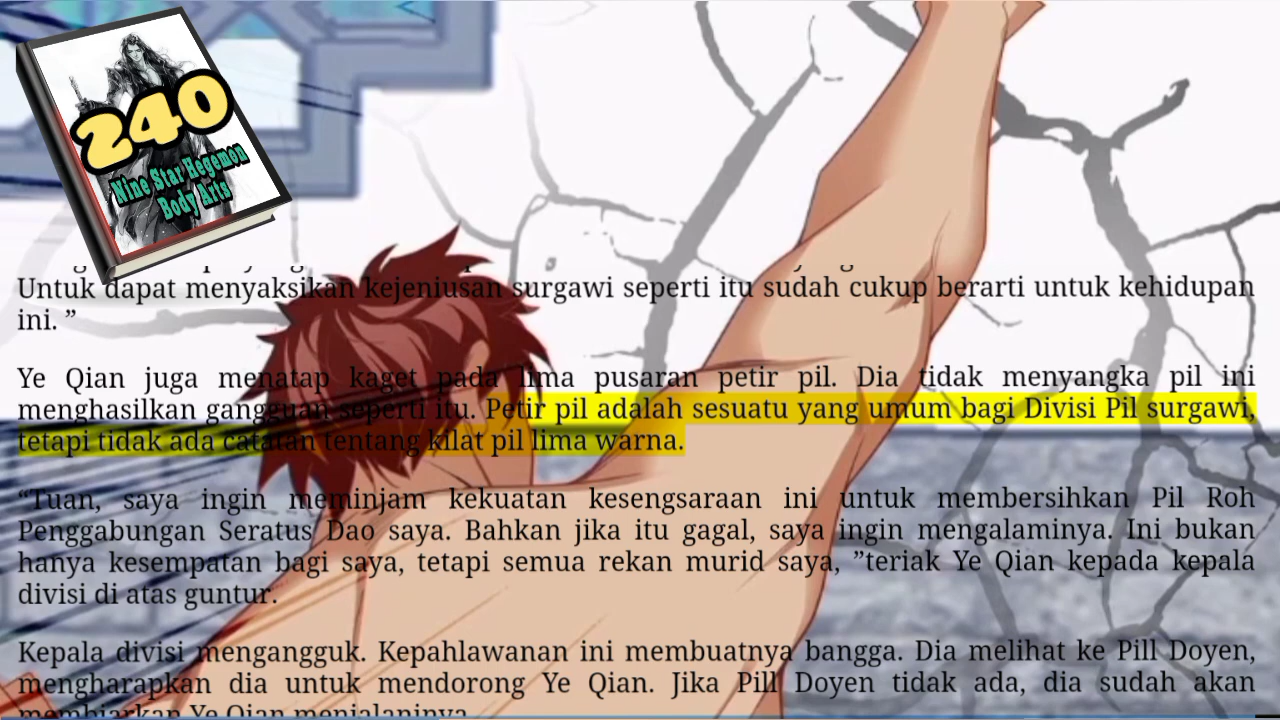 240
Nine Star Hegemon
Body Arts
Untuk dapat menyaksikan kejeniusan surgawi seperti itu sudah cukup berarti untuk kehidupan
ini. ”
Ye Qian juga menatap kaget pada lima pusaran petir pil. Dia tidak menyangka pil ini
menghasilkan gangguan seperti itu. Petir pil adalah sesuatu yang umum bagi Divisi Pil surgawi,
tetapi tidak ada catatan tentang kilat pil lima warna.
“Tuan, saya ingin meminjam kekuatan kesengsaraan ini untuk membersihkan Pil Roh
Penggabungan Seratus Dao saya. Bahkan jika itu gagal, saya ingin mengalaminya. Ini bukan
hanya kesempatan bagi saya, tetapi semua rekan murid saya, ”teriak Ye Qian kepada kepala
divisi di atas guntur.
Kepala divisi mengangguk. Kepahlawanan ini membuatnya bangga. Dia melihat ke Pill Doyen,
mengharapkan dia untuk mendorong Ye Qian. Jika Pill Doyen tidak ada, dia sudah akan
membiarkan Ye Qian menjalaninya.